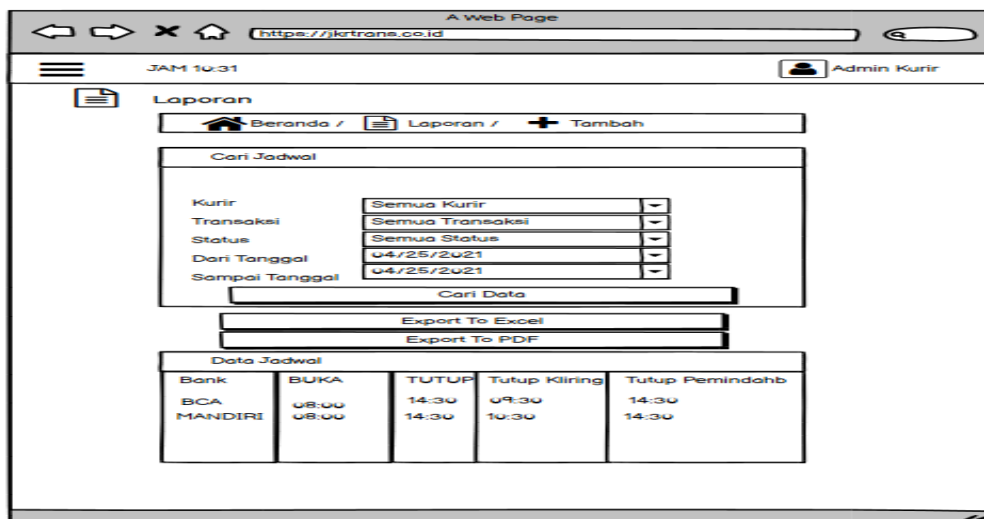 A Web Page
https://jkrtrans.co.id
JAM 10:31
Admin Kurir
Laporan
Beranda / Laporan / Tambah
Cari Jadwal
Kurir Semua Kurir
Transaksi Semua Transaksi
Status Semua Status
Dari Tanggal 04/25/2021
Sampai Tanggal 04/25/2021
Cari Data
Export To Excel
Export To PDF
Data Jadwal
Bank BUKA TUTUP Tutup Kliring Tutup Pemindahb
BCA 08:00 14:30 09:30 14:30
MANDIRI 08:00 14:30 10:30 14:30